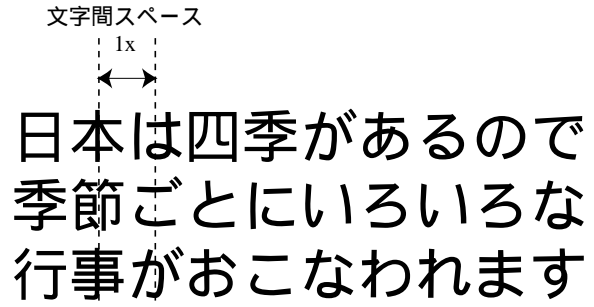 文字間スペース
1x
日本は四季があるので
季節ごとにいろいろな
行事がおこなわれます